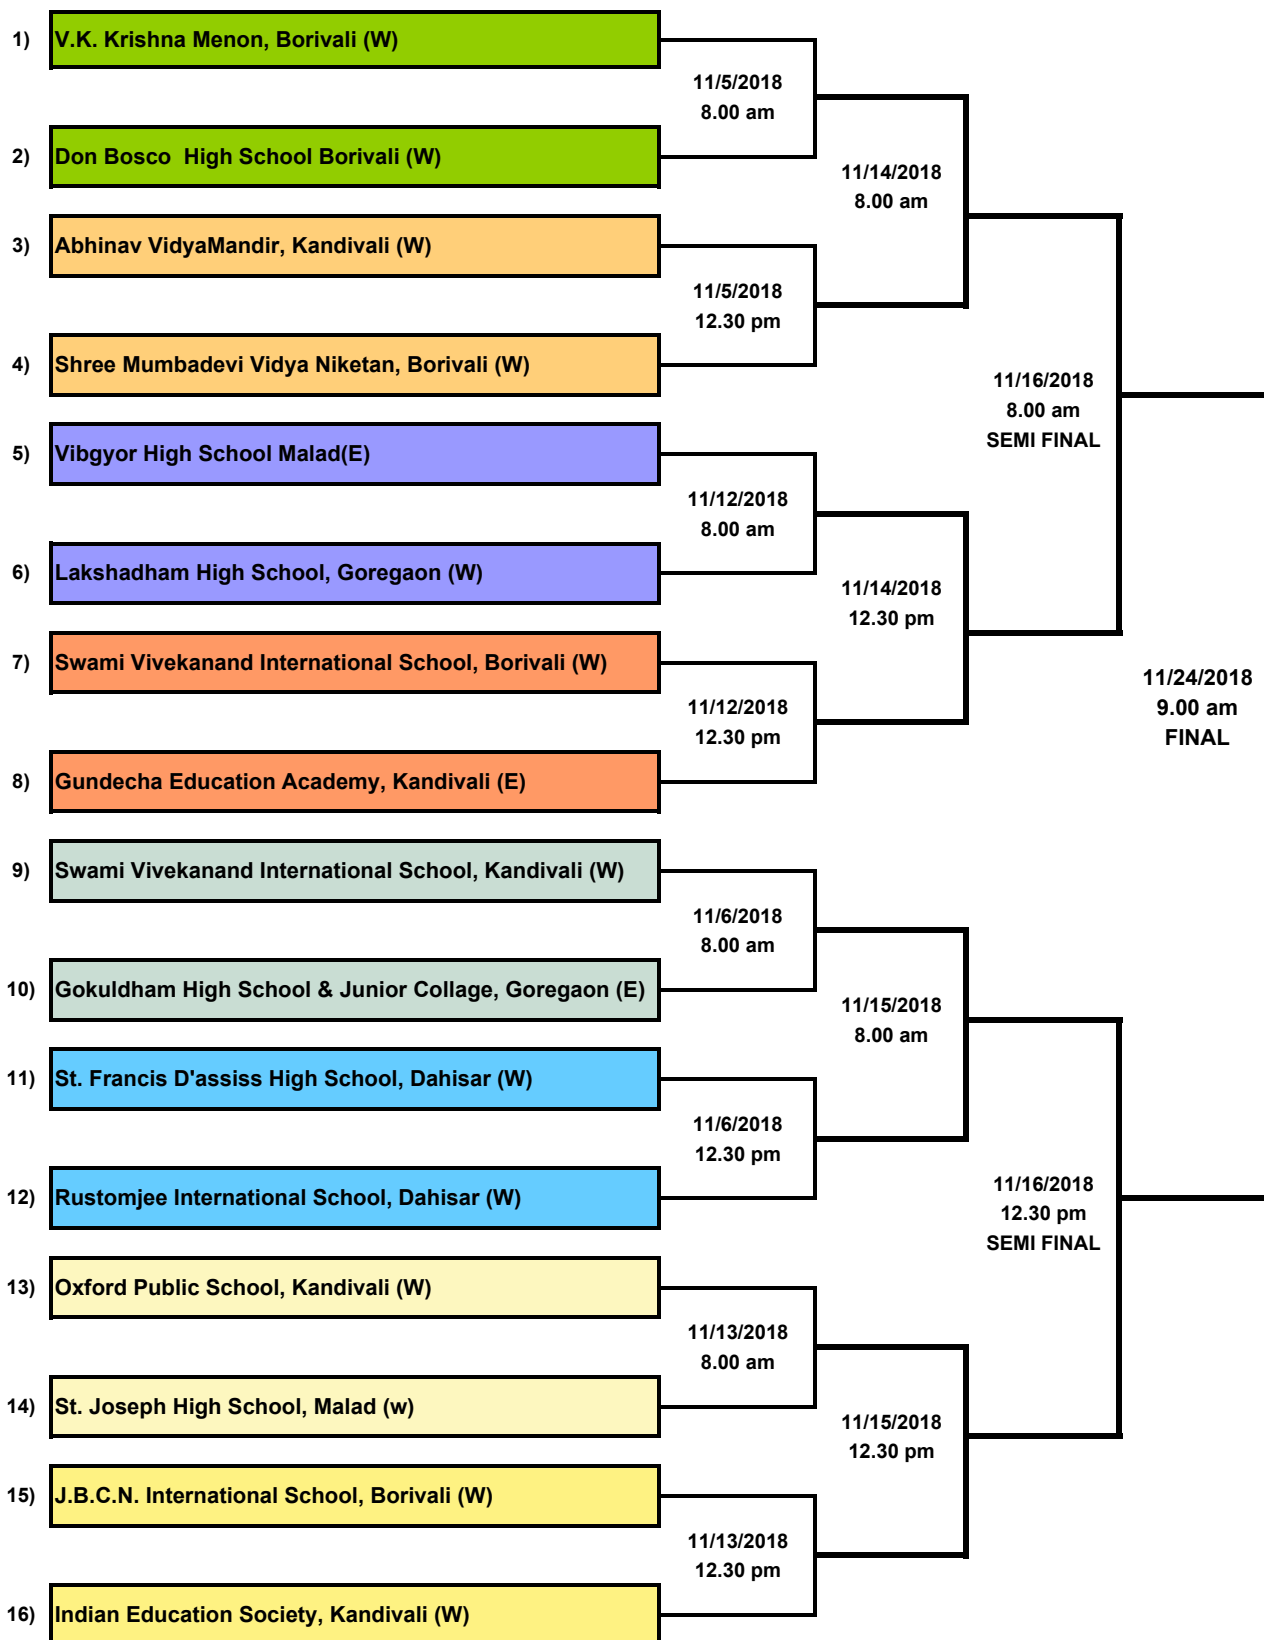 1) V.K. Krishna Menon, Borivali (W)
11/5/2018
8.00 am
2) Don Bosco  High School Borivali (W)
11/14/2018
8.00 am
3) Abhinav VidyaMandir, Kandivali (W)
11/5/2018
12.30 pm
4) Shree Mumbadevi Vidya Niketan, Borivali (W)
11/16/2018
8.00 am
SEMI FINAL
5) Vibgyor High School Malad(E)
11/12/2018
8.00 am
6) Lakshadham High School, Goregaon (W)
11/14/2018
12.30 pm
7) Swami Vivekanand International School, Borivali (W)
11/24/2018
9.00 am
FINAL
11/12/2018
12.30 pm
8) Gundecha Education Academy, Kandivali (E)
9) Swami Vivekanand International School, Kandivali (W)
11/6/2018
8.00 am
10) Gokuldham High School & Junior Collage, Goregaon (E)
11/15/2018
8.00 am
11) St. Francis D'assiss High School, Dahisar (W)
11/6/2018
12.30 pm
12) Rustomjee International School, Dahisar (W)
11/16/2018
12.30 pm
SEMI FINAL
13) Oxford Public School, Kandivali (W)
11/13/2018
8.00 am
14) St. Joseph High School, Malad (w)
11/15/2018
12.30 pm
15) J.B.C.N. International School, Borivali (W)
11/13/2018
12.30 pm
16) Indian Education Society, Kandivali (W)